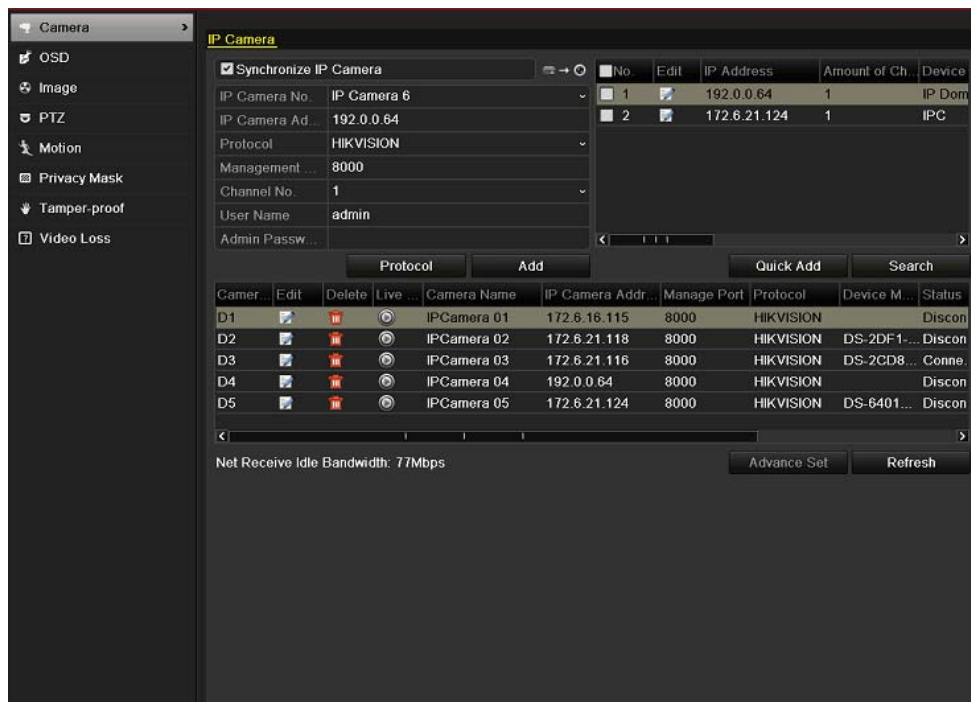 Camera
OSD
Image
PTZ
Motion
Privacy Mask
Tamper-proof
Video Loss
IP Camera
Synchronize IP Camera
IP Camera No. IP Camera 6
IP Camera Ad... 192.0.0.64
Protocol HIKVISION
Management ... 8000
Channel No. 1
User Name admin
Admin Passw...
Protocol Add
No. Edit IP Address Amount of Ch... Device
1 192.0.0.64 1 IP Dom
2 172.6.21.124 1 IPC
Quick Add Search
Camer... Edit Delete Live ... Camera Name IP Camera Addr... Manage Port Protocol Device M... Status
D1 IPCamera 01 172.6.16.115 8000 HIKVISION Discon
D2 IPCamera 02 172.6.21.118 8000 HIKVISION DS-2DF1-... Discon
D3 IPCamera 03 172.6.21.116 8000 HIKVISION DS-2CD8... Conne.
D4 IPCamera 04 192.0.0.64 8000 HIKVISION Discon
D5 IPCamera 05 172.6.21.124 8000 HIKVISION DS-6401... Discon
Net Receive Idle Bandwidth: 77Mbps
Advance Set Refresh